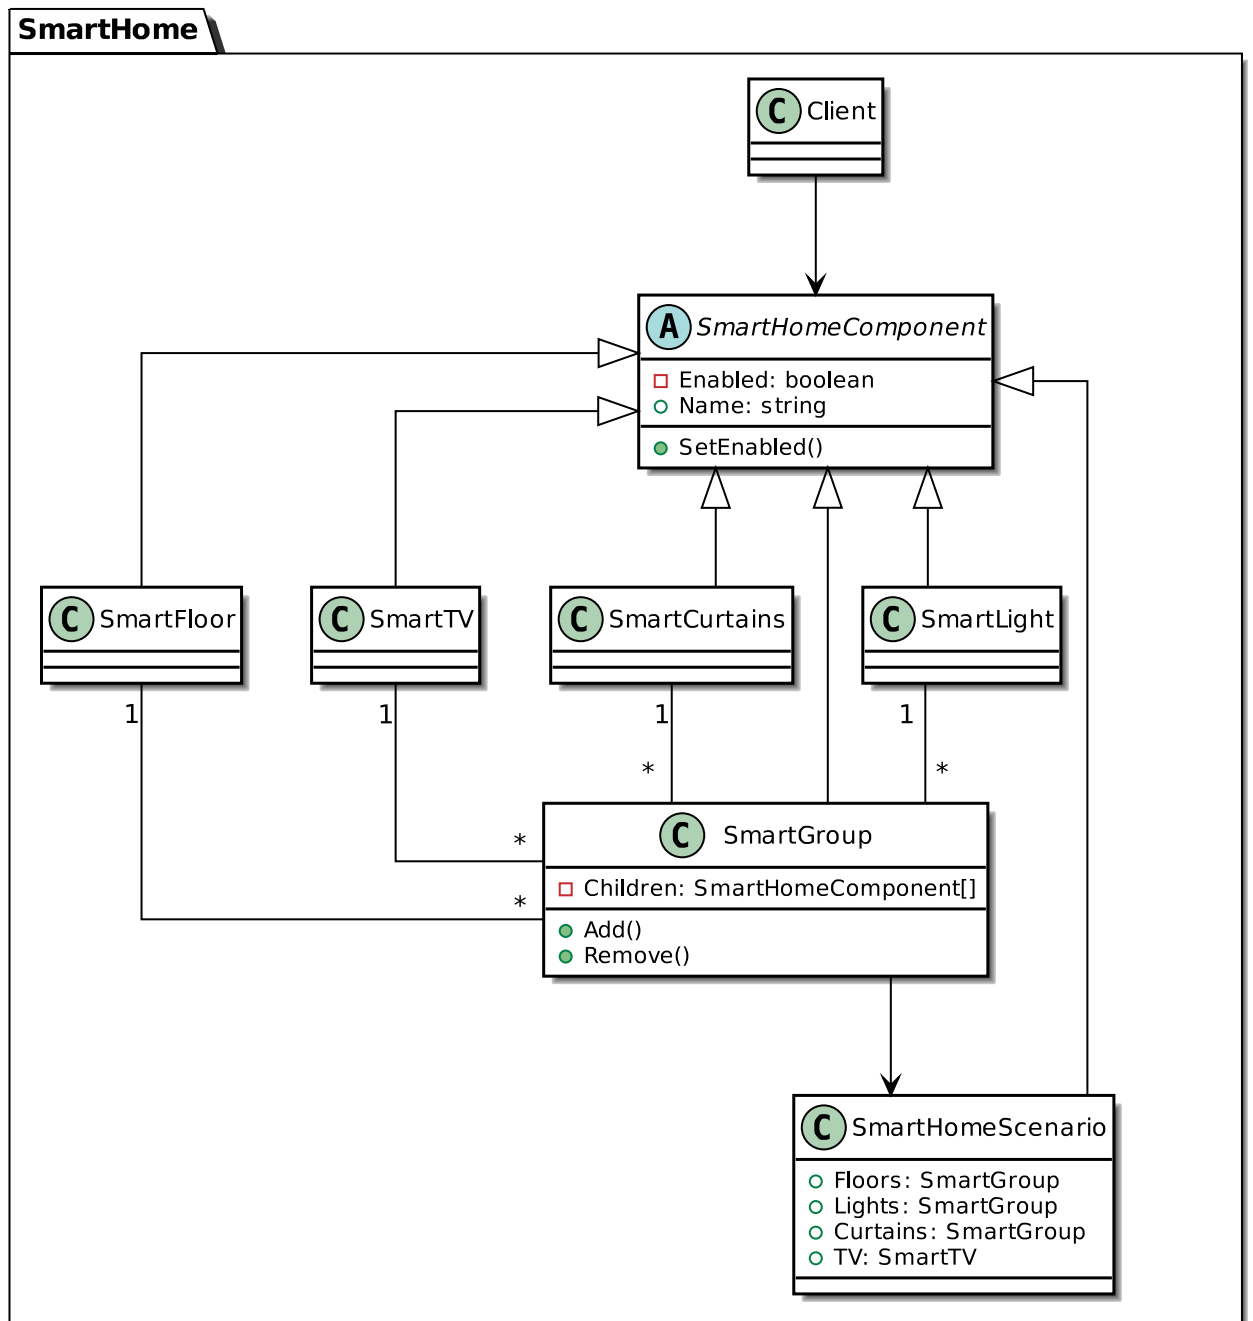 SmartHome
C Client
A SmartHomeComponent
Enabled: boolean
Name: string
SetEnabled()
C SmartFloor
C SmartTV
C SmartCurtains
C SmartLight
1
1
1
1
*
*
*
*
C SmartGroup
Children: SmartHomeComponent[]
Add()
Remove()
C SmartHomeScenario
Floors: SmartGroup
Lights: SmartGroup
Curtains: SmartGroup
TV: SmartTV